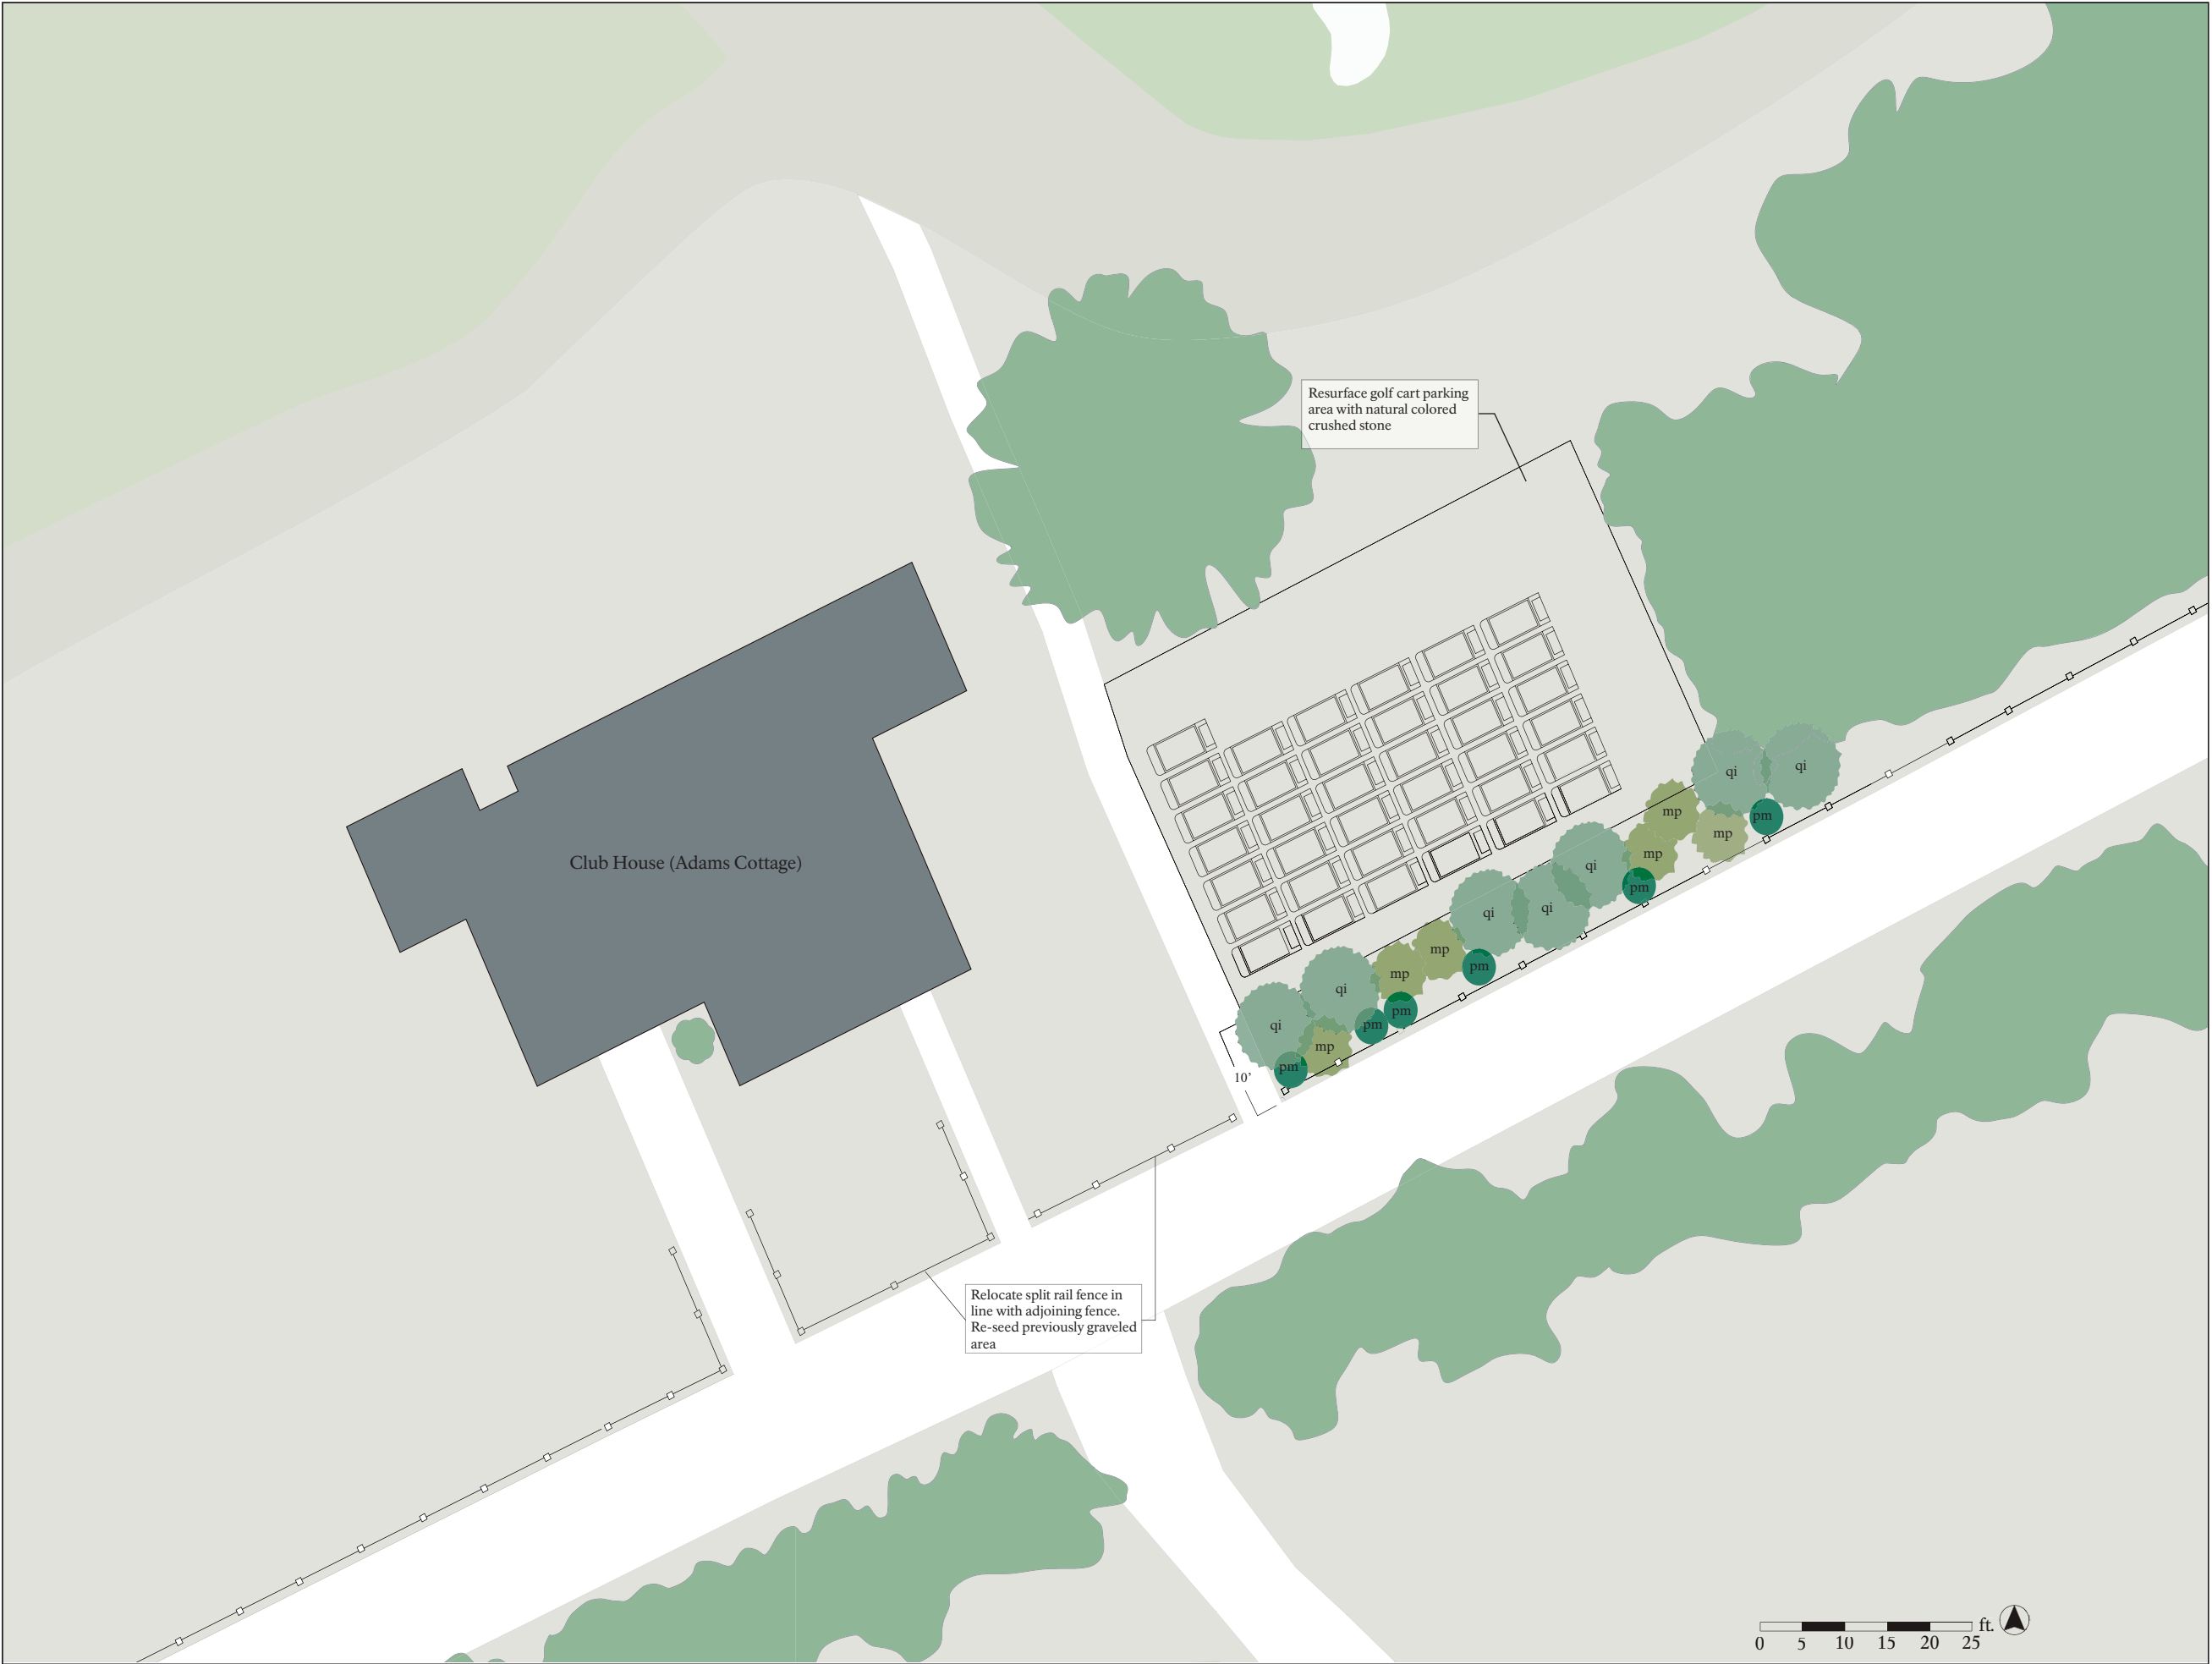 Resurface golf cart parking
area with natural colored
crushed stone
Club House (Adams Cottage)
qi
qi
mp
pm
mp
mp
qi
pm
qi
qi
mp
pm
mp
qi
pm
pm
qi
mp
pm
10'
Relocate split rail fence in
line with adjoining fence.
Re-seed previously graveled
area
ft.
0 5 10 15 20 25